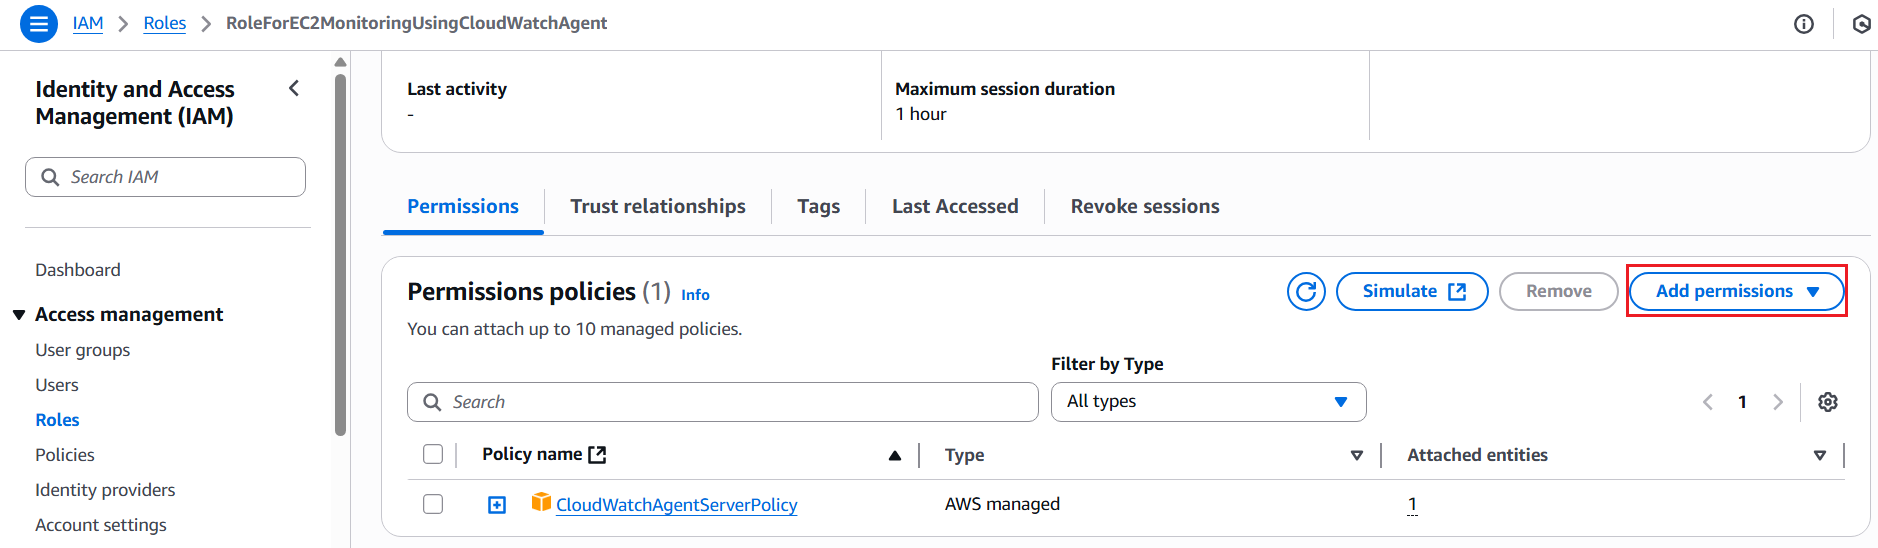 IAM > Roles > RoleForEC2MonitoringUsingCloudWatchAgent
Identity and Access
Management (IAM)
Search IAM
Dashboard
Access management
User groups
Users
Roles
Policies
Identity providers
Account settings
Last activity
-
Maximum session duration
1 hour
Permissions
Trust relationships
Tags
Last Accessed
Revoke sessions
Permissions policies (1) Info
You can attach up to 10 managed policies.
Simulate
Remove
Add permissions
Filter by Type
Search
All types
1
Policy name
Type
Attached entities
CloudWatchAgentServerPolicy
AWS managed
1